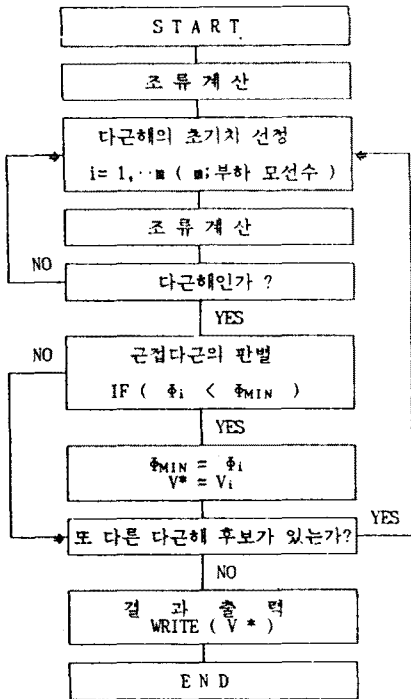 START
조류계산
다근해의 초기치 선정
i= 1,··m ( m;부하 모선수 )
조류계산
NO
다근해인가 ?
YES
NO
근접다근의 판별
IF ( Φi < ΦMIN )
YES
ΦMIN = Φi
V* = Vi
YES
또 다른 다근해 후보가 있는가?
NO
결과출력
WRITE ( V * )
END